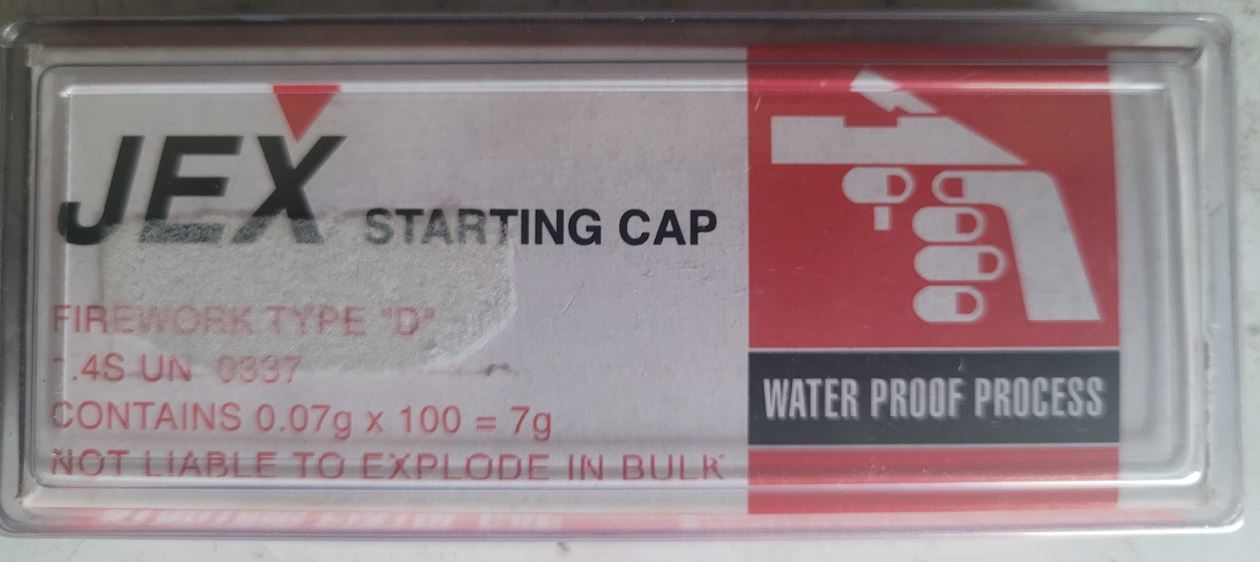 JEX STARTING CAP
FIREWORK TYPE "D"
.4S UN 0337
CONTAINS 0.07g x 100 = 7g
NOT LIABLE TO EXPLODE IN BULK
WATER PROOF PROCESS